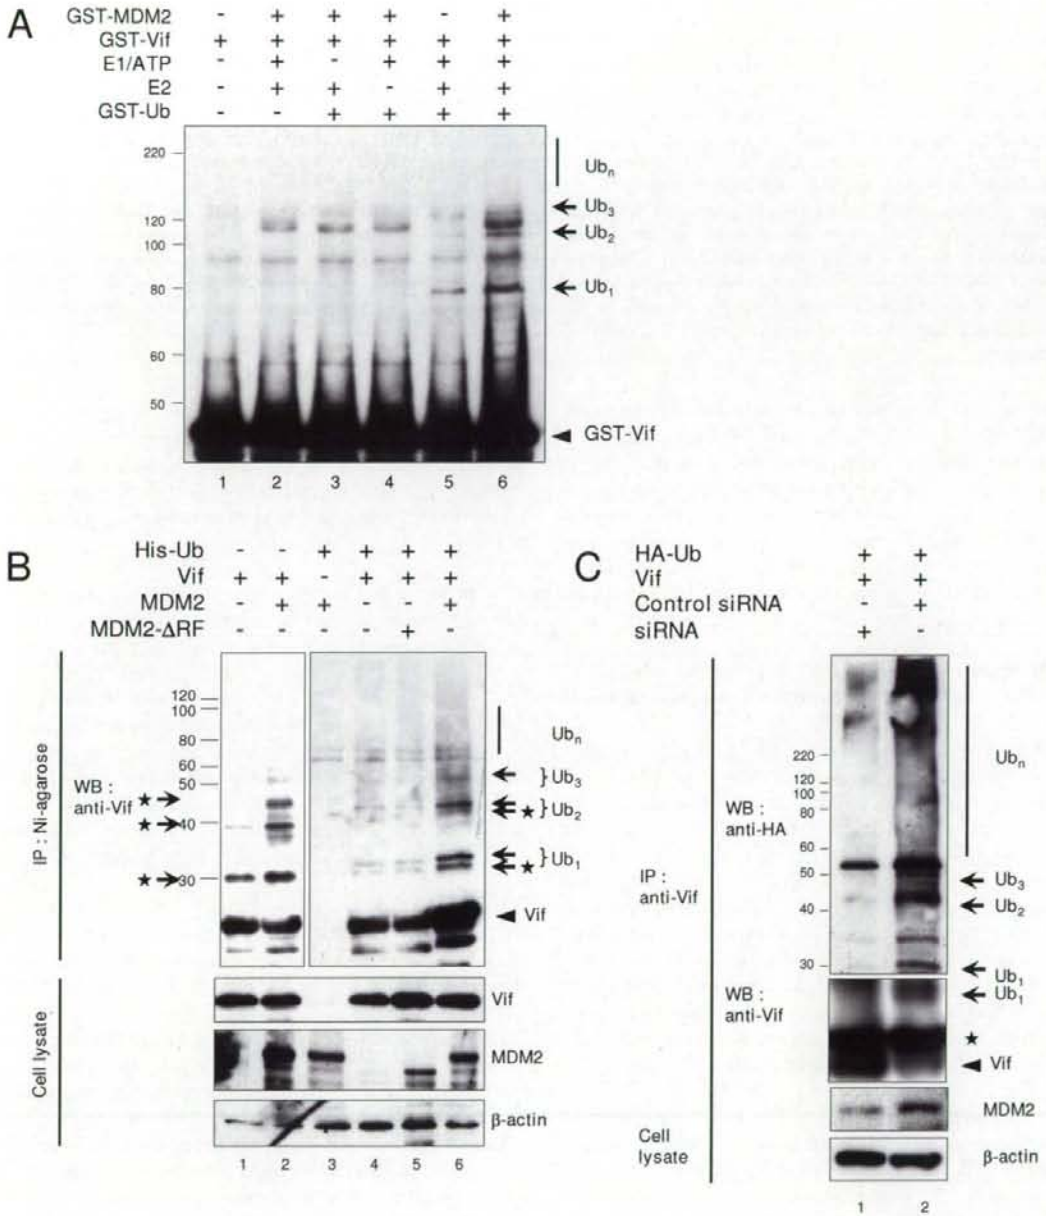 A
GST-MDM2 - + + + - +
GST-Vif + + + + + +
E1/ATP - + - + + +
E2 - + + - + +
GST-Ub - - + + + +
220
120
100
80
60
50
Ubn
Ub3
Ub2
Ub1
GST-Vif
1 2 3 4 5 6
B
His-Ub - - + + + +
Vif + + - + + +
MDM2 - + + - - +
MDM2-ΔRF - - - - + -
IP : Ni-agarose
WB :
anti-Vif
120
100
80
60
50
40
30
★
★
★
Ubn
} Ub3
★ } Ub2
} Ub1
★
Vif
Cell lysate
Vif
MDM2
β-actin
1 2 3 4 5 6
C
HA-Ub + +
Vif + +
Control siRNA - +
siRNA + -
IP :
anti-Vif
WB :
anti-HA
220
120
100
80
60
50
40
30
Ubn
Ub3
Ub2
Ub1
WB :
anti-Vif
Ub1
★
Vif
Cell
lysate
MDM2
β-actin
1 2